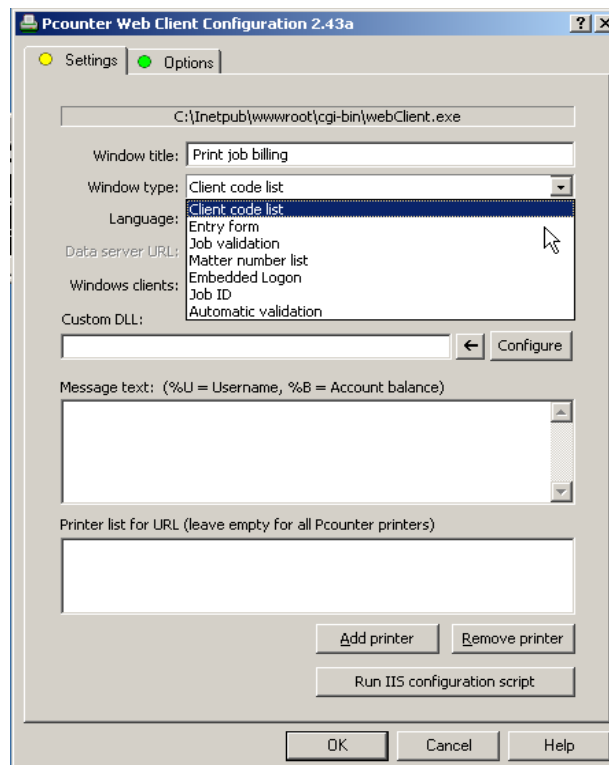 Pcounter Web Client Configuration 2.43a
Settings
Options
C:\Inetpub\wwwroot\cgi-bin\webClient.exe
Window title: Print job billing
Window type: Client code list
Client code list
Language: Entry form
Job validation
Data server URL: Matter number list
Windows clients: Embedded Logon
Job ID
Custom DLL: Automatic validation
Configure
Message text: (%U = Username, %B = Account balance)
Printer list for URL (leave empty for all Pcounter printers)
Add printer Remove printer
Run IIS configuration script
OK Cancel Help